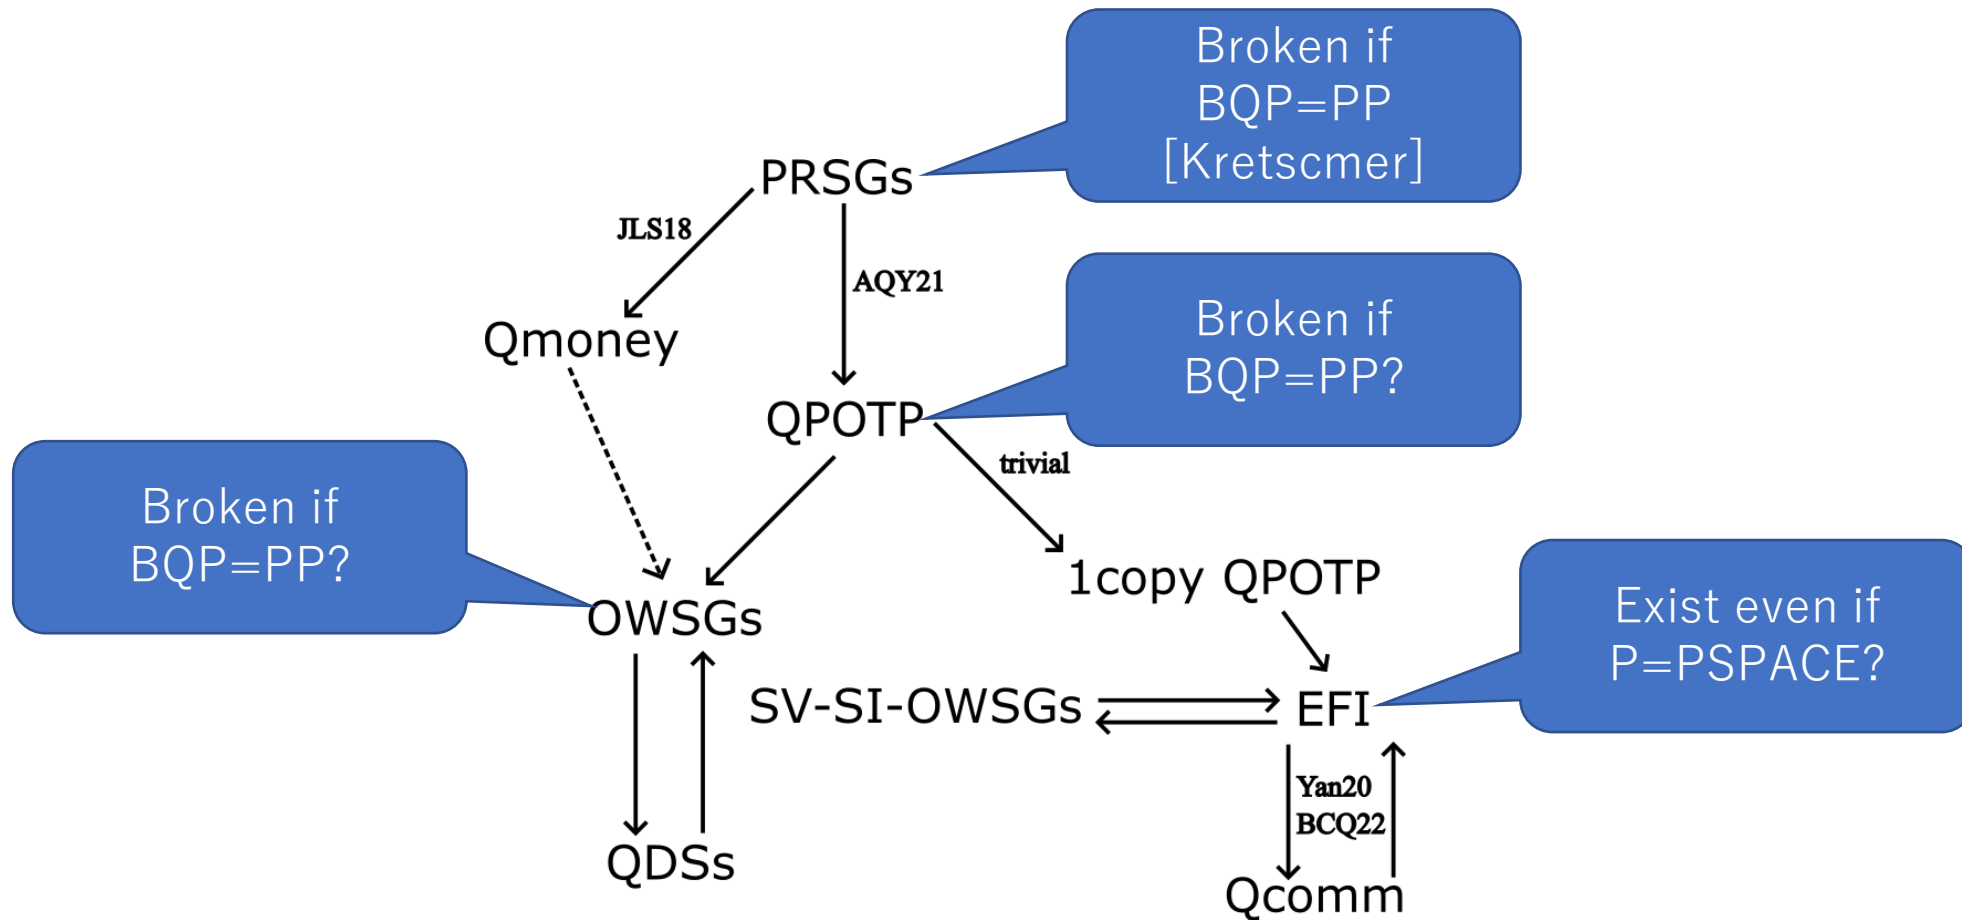 Broken if
BQP=PP
[Kretscmer]
PRSGs
JLS18
AQY21
Broken if
BQP=PP?
Qmoney
QPOTP
trivial
Broken if
BQP=PP?
1copy QPOTP
Exist even if
P=PSPACE?
OWSGs
SV-SI-OWSGs
EFI
Yan20
BCQ22
QDSs
Qcomm